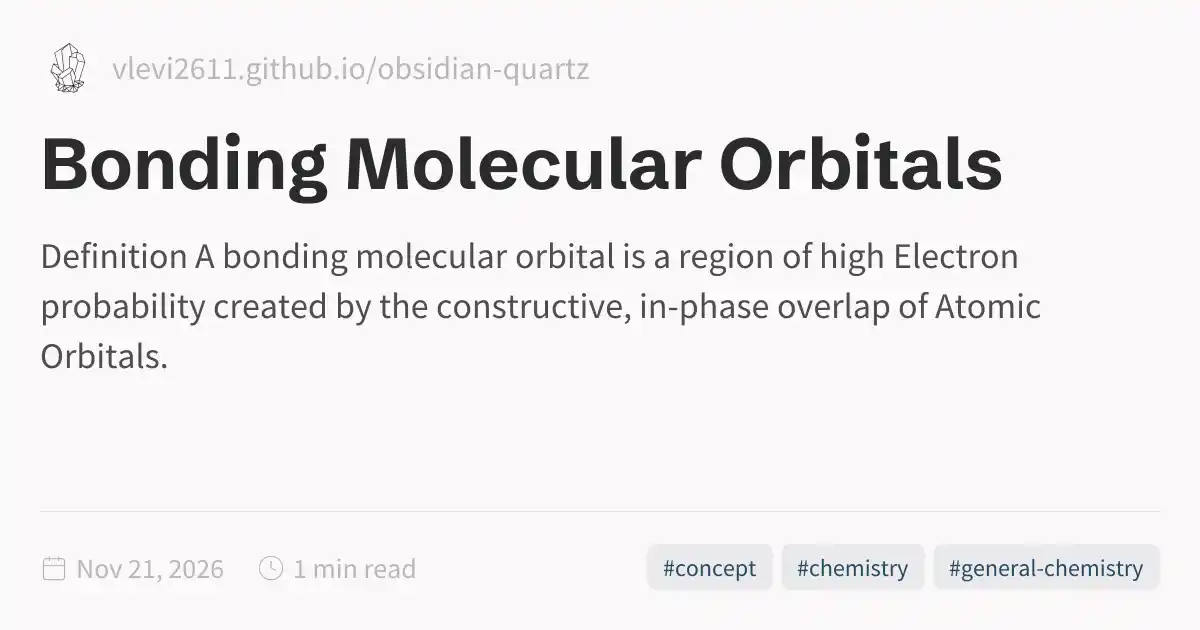 vlevi2611.github.io/obsidian-quartz
Bonding Molecular Orbitals
Definition A bonding molecular orbital is a region of high Electron
probability created by the constructive, in-phase overlap of Atomic
Orbitals.
Nov 21, 2026 1 min read #concept #chemistry #general-chemistry